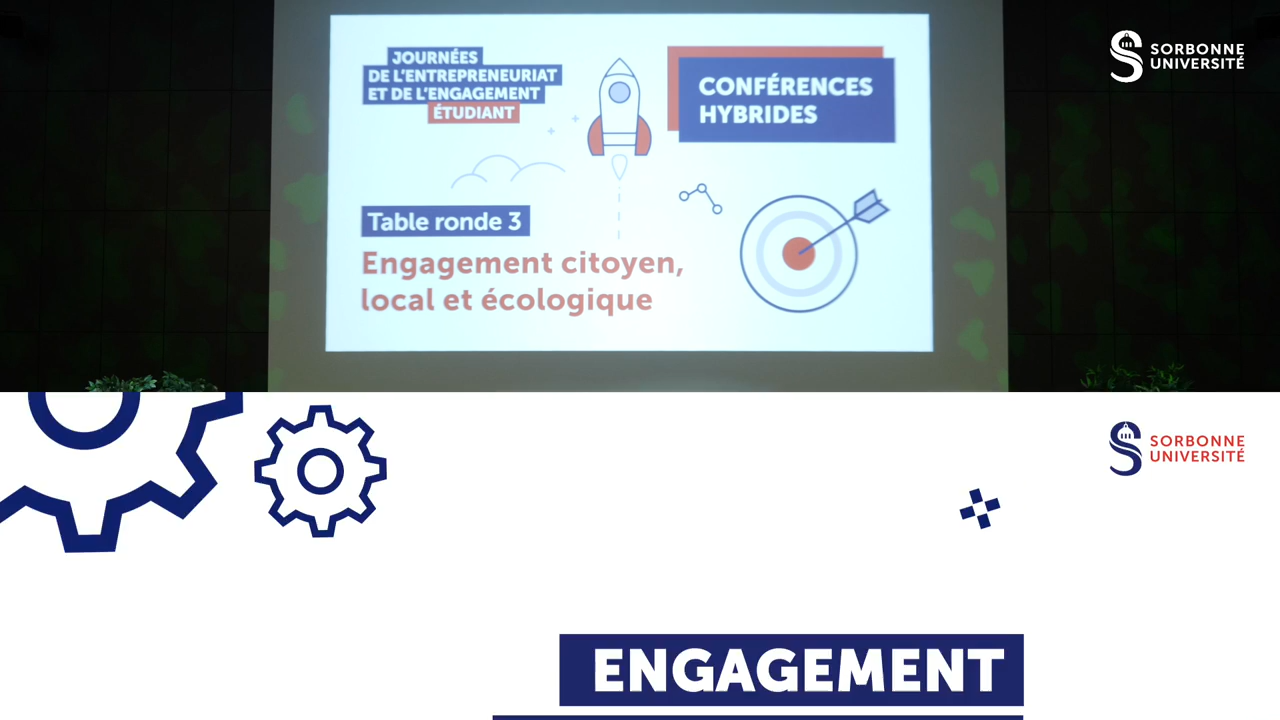 JOURNÉES
DE L'ENTREPRENEURIAT
ET DE L'ENGAGEMENT
ÉTUDIANT
CONFÉRENCES
HYBRIDES
SORBONNE
UNIVERSITÉ
Table ronde 3
Engagement citoyen,
local et écologique
SORBONNE
UNIVERSITÉ
ENGAGEMENT